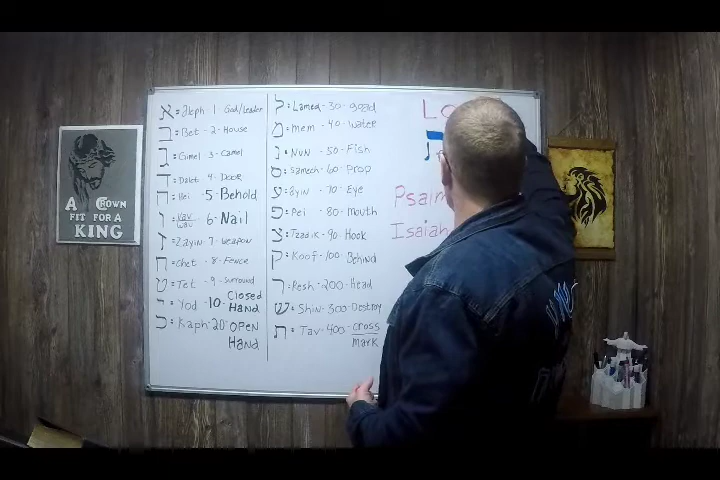 A CROWN
FIT FOR A
KING
א = Aleph 1 God/Leader
ב = Bet - 2 - House
ג = Gimel 3 - Camel
ד = Dalet - 4 - Door
ה = Hei - 5 - Behold
ו = Vav Wav - 6 - Nail
ז = Zayin 7 - Weapon
ח = Chet - 8 - Fence
ט = Tet - 9 - Surround
י = Yod - 10 - Closed Hand
כ = Kaph - 20 - Open Hand
ל = Lamed - 30 - goad
מ = Mem - 40 - Water
נ = Nun - 50 - Fish
ס = Samech - 60 - Prop
ע = Ayin - 70 - Eye
פ = Pei - 80 - Mouth
צ = Tzadik - 90 - Hook
ק = Koof - 100 - Behind
ר = Resh - 200 - Head
ש = Shin - 300 - Destroy
ת = Tav - 400 - cross mark
Isaiah